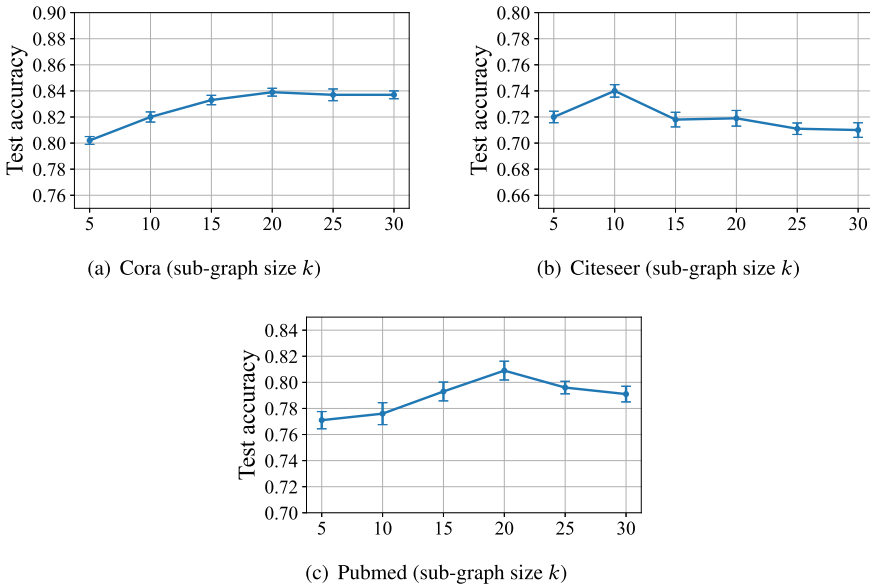 0.90
0.88
0.86
0.84
0.82
0.80
0.78
0.76
Test accuracy
5 10 15 20 25 30
(a) Cora (sub-graph size k)
0.80
0.78
0.76
0.74
0.72
0.70
0.68
0.66
Test accuracy
5 10 15 20 25 30
(b) Citeseer (sub-graph size k)
0.84
0.82
0.80
0.78
0.76
0.74
0.72
0.70
Test accuracy
5 10 15 20 25 30
(c) Pubmed (sub-graph size k)